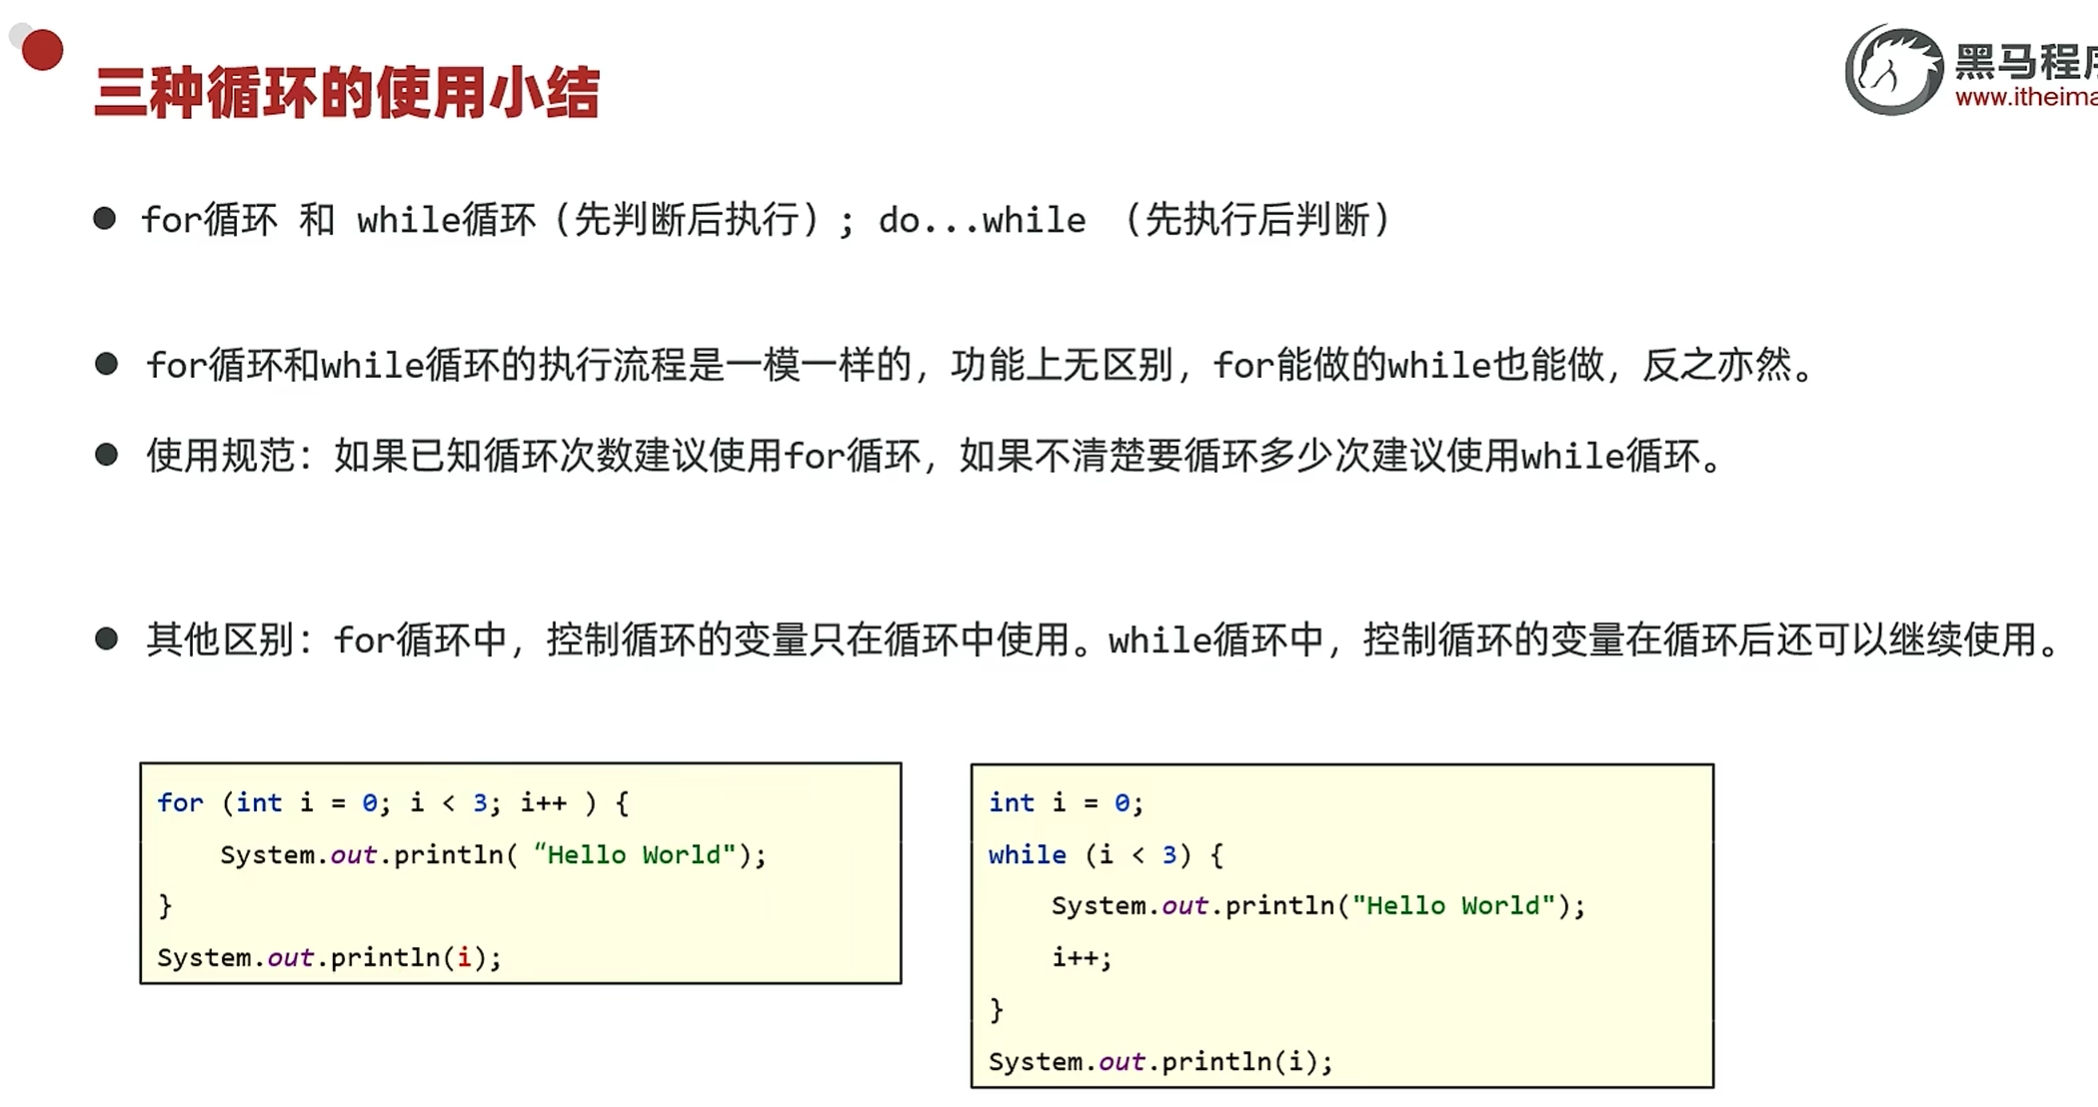 三种循环的使用小结
黑马程序
www.itheima
for循环 和 while循环（先判断后执行）；do...while （先执行后判断）
for循环和while循环的执行流程是一模一样的，功能上无区别，for能做的while也能做，反之亦然。
使用规范：如果已知循环次数建议使用for循环，如果不清楚要循环多少次建议使用while循环。
其他区别：for循环中，控制循环的变量只在循环中使用。while循环中，控制循环的变量在循环后还可以继续使用。
for (int i = 0; i < 3; i++ ) {
System.out.println( “Hello World");
}
System.out.println(i);
int i = 0;
while (i < 3) {
System.out.println("Hello World");
i++;
}
System.out.println(i);